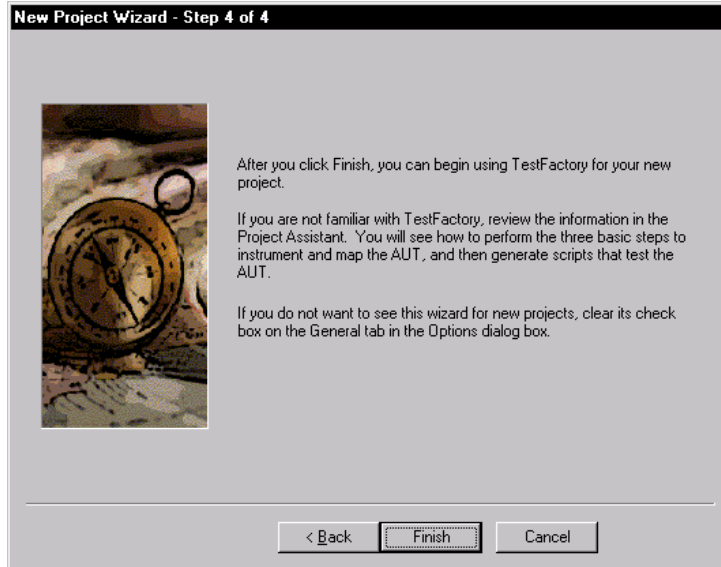 New Project Wizard - Step 4 of 4
After you click Finish, you can begin using TestFactory for your new
project.
If you are not familiar with TestFactory, review the information in the
Project Assistant.  You will see how to perform the three basic steps to
instrument and map the AUT, and then generate scripts that test the
AUT.
If you do not want to see this wizard for new projects, clear its check
box on the General tab in the Options dialog box.
< Back
Finish
Cancel